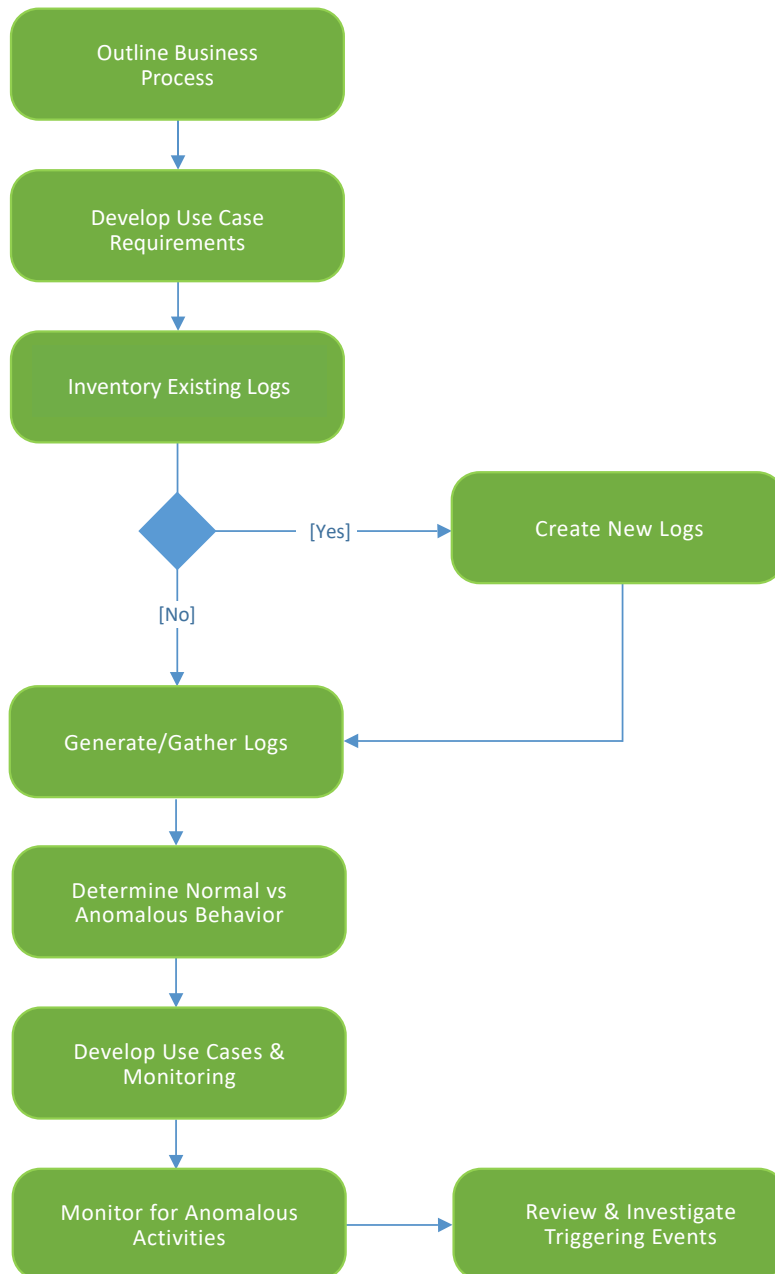 Outline Business
Process
Develop Use Case
Requirements
Inventory Existing Logs
[Yes]
Create New Logs
[No]
Generate/Gather Logs
Determine Normal vs
Anomalous Behavior
Develop Use Cases &
Monitoring
Monitor for Anomalous
Activities
Review & Investigate
Triggering Events